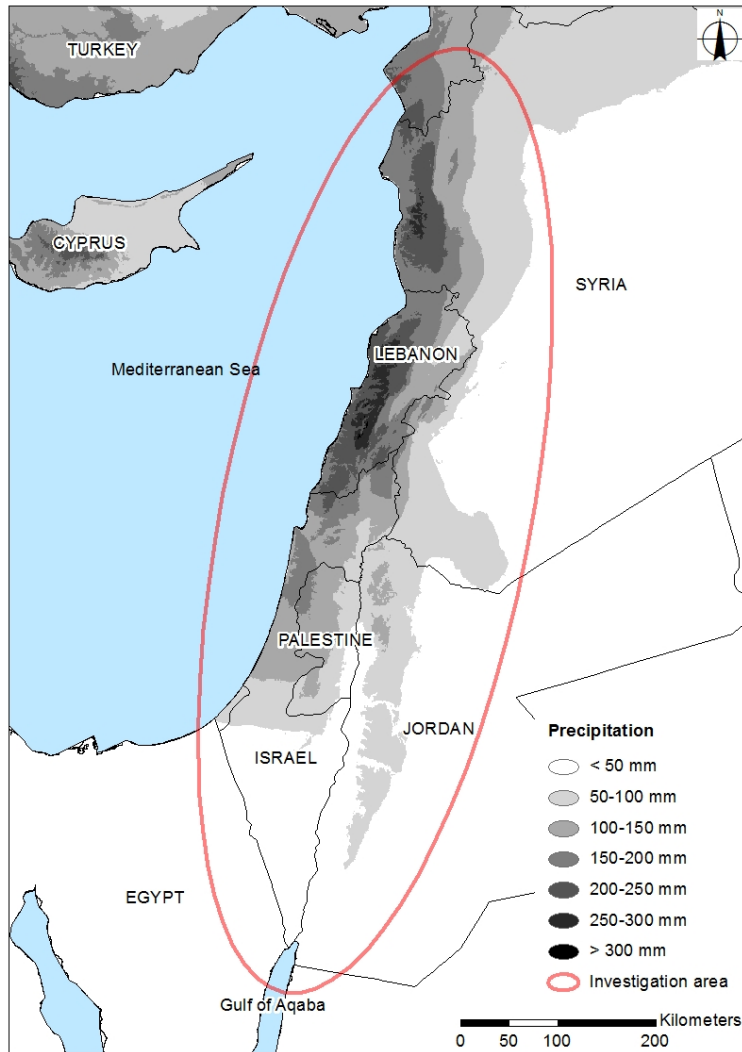 N
TURKEY
CYPRUS
SYRIA
LEBANON
Mediterranean Sea
PALESTINE
JORDAN
ISRAEL
EGYPT
Gulf of Aqaba
Precipitation
< 50 mm
50-100 mm
100-150 mm
150-200 mm
200-250 mm
250-300 mm
> 300 mm
Investigation area
Kilometers
0 50 100 200